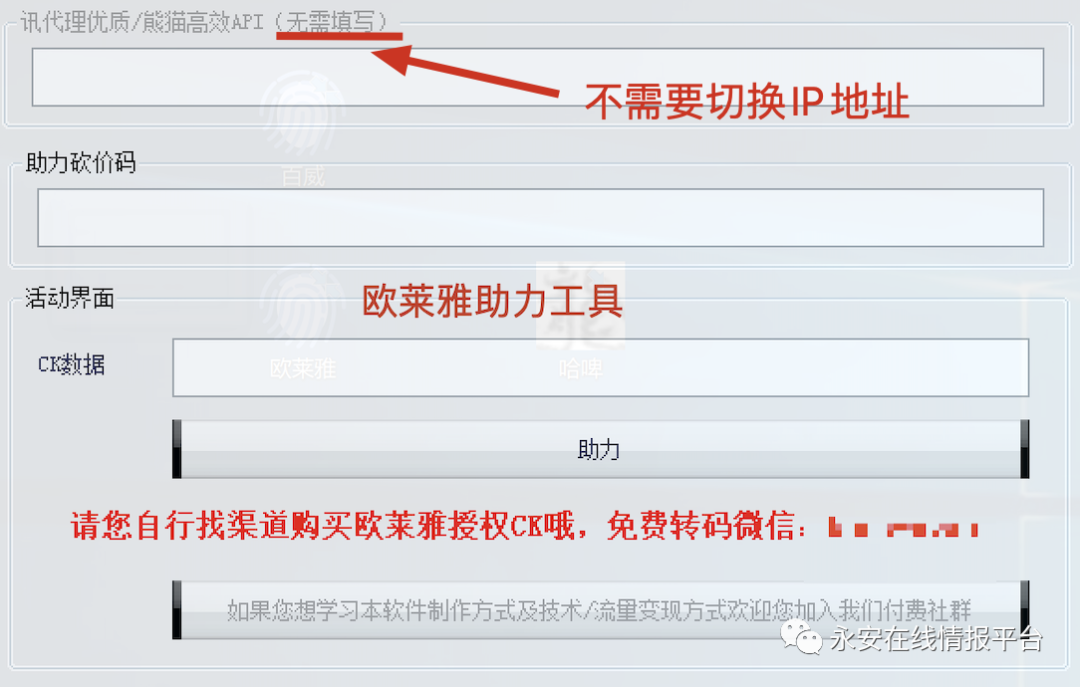 讯代理优质/熊猫高效API（无需填写）
不需要切换IP地址
百威
助力砍价码
活动界面
欧莱雅助力工具
CK数据
欧莱雅
哈啤
助力
请您自行找渠道购买欧莱雅授权CK哦，免费转码微信：
如果您想学习本软件制作方式及技术/流量变现方式欢迎您加入我们付费社群
永安在线情报平台